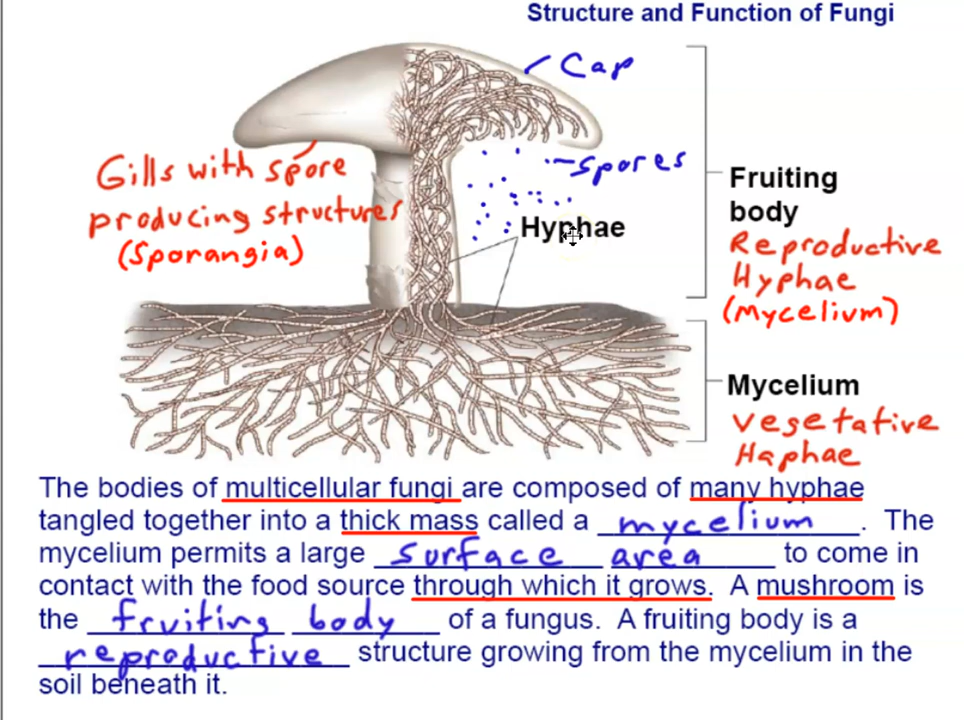 Structure and Function of Fungi
Cap
Spores
Gills with spore
producing structures
(Sporangia)
Hyphae
Fruiting
body
Reproductive
Hyphae
(Mycelium)
Mycelium
Vegetative
Haphae
The bodies of multicellular fungi are composed of many hyphae
tangled together into a thick mass called a mycelium. The
mycelium permits a large surface area to come in
contact with the food source through which it grows. A mushroom is
the fruiting body of a fungus. A fruiting body is a
reproductive structure growing from the mycelium in the
soil beneath it.